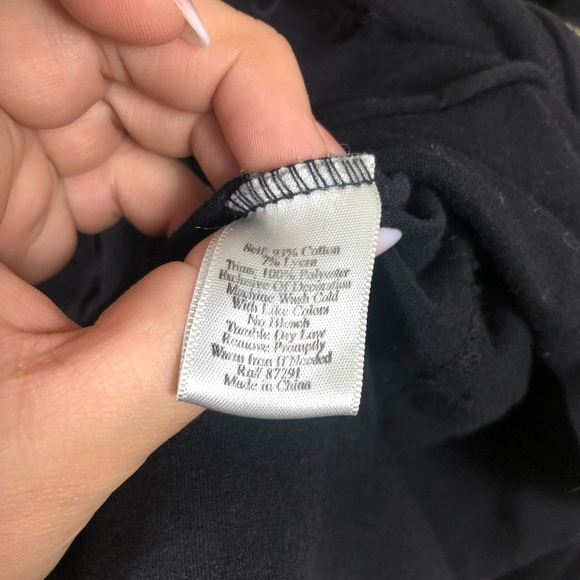 Self: 93% Cotton
7% Lycra
Trim: 100% Polyester
Exclusive Of Decoration
Machine Wash Cold
With Like Colors
No Bleach
Tumble Dry Low
Remove Promptly
Warm Iron If Needed
Rn# 87291
Made in China